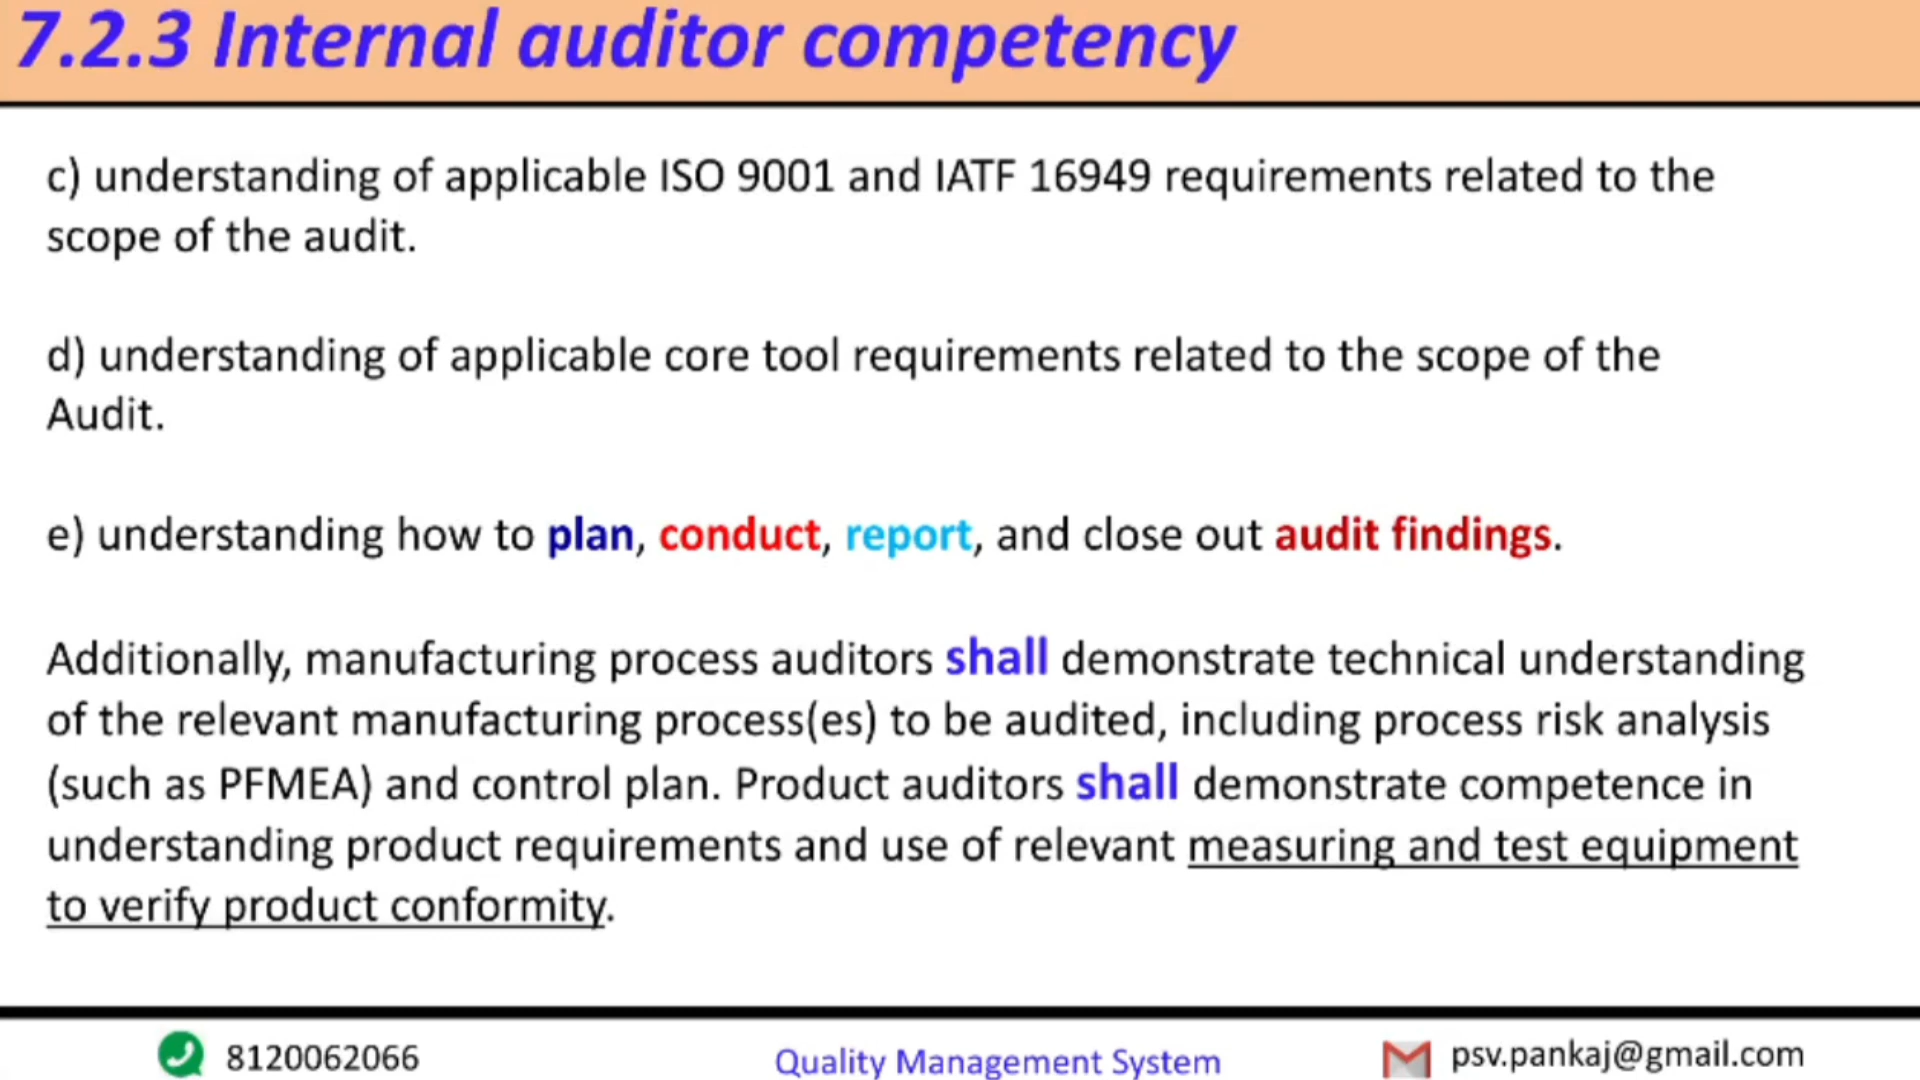 7.2.3 Internal auditor competency
c) understanding of applicable ISO 9001 and IATF 16949 requirements related to the
scope of the audit.
d) understanding of applicable core tool requirements related to the scope of the
Audit.
e) understanding how to plan, conduct, report, and close out audit findings.
Additionally, manufacturing process auditors shall demonstrate technical understanding
of the relevant manufacturing process(es) to be audited, including process risk analysis
(such as PFMEA) and control plan. Product auditors shall demonstrate competence in
understanding product requirements and use of relevant measuring and test equipment
to verify product conformity.
8120062066
Quality Management System
psv.pankaj@gmail.com